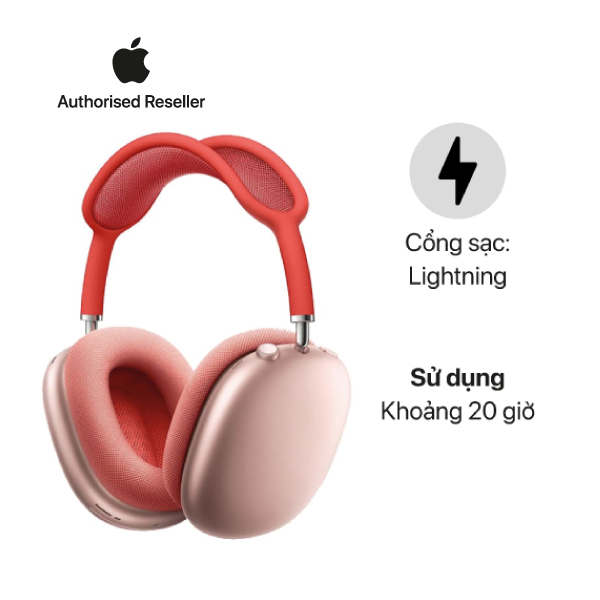 Authorised Reseller
Cổng sạc:
Lightning
Sử dụng
Khoảng 20 giờ